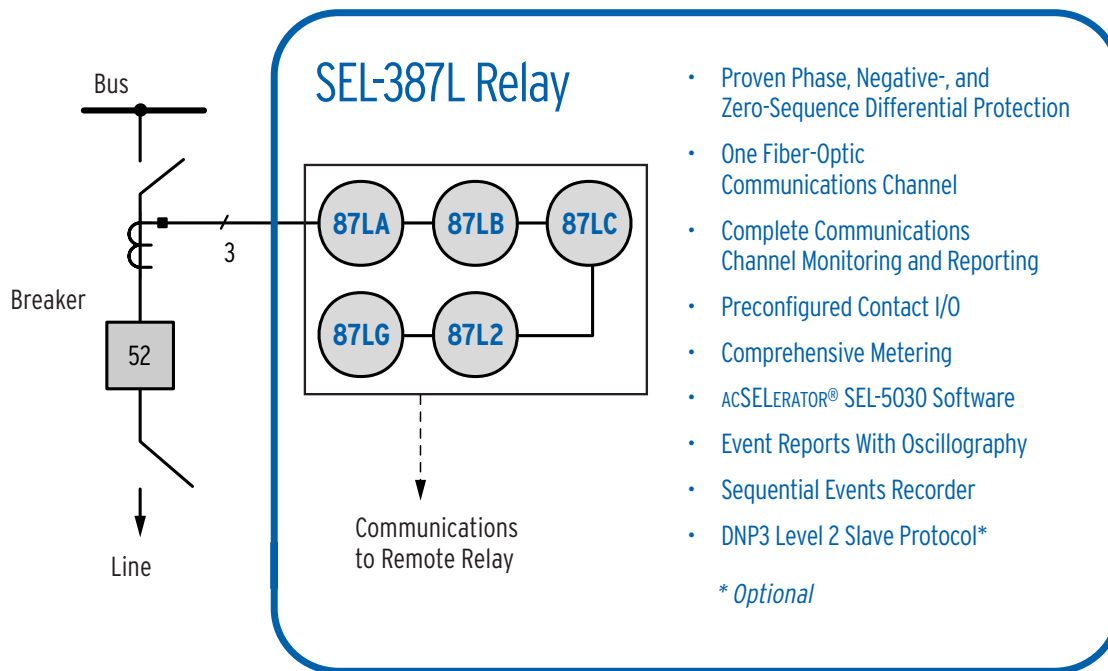 Bus
3
Breaker
52
Line
SEL-387L Relay
87LA
87LB
87LC
87LG
87L2
Communications
to Remote Relay
• Proven Phase, Negative-, and
Zero-Sequence Differential Protection
• One Fiber-Optic
Communications Channel
• Complete Communications
Channel Monitoring and Reporting
• Preconfigured Contact I/O
• Comprehensive Metering
• ACSELERATOR® SEL-5030 Software
• Event Reports With Oscillography
• Sequential Events Recorder
• DNP3 Level 2 Slave Protocol*
* Optional